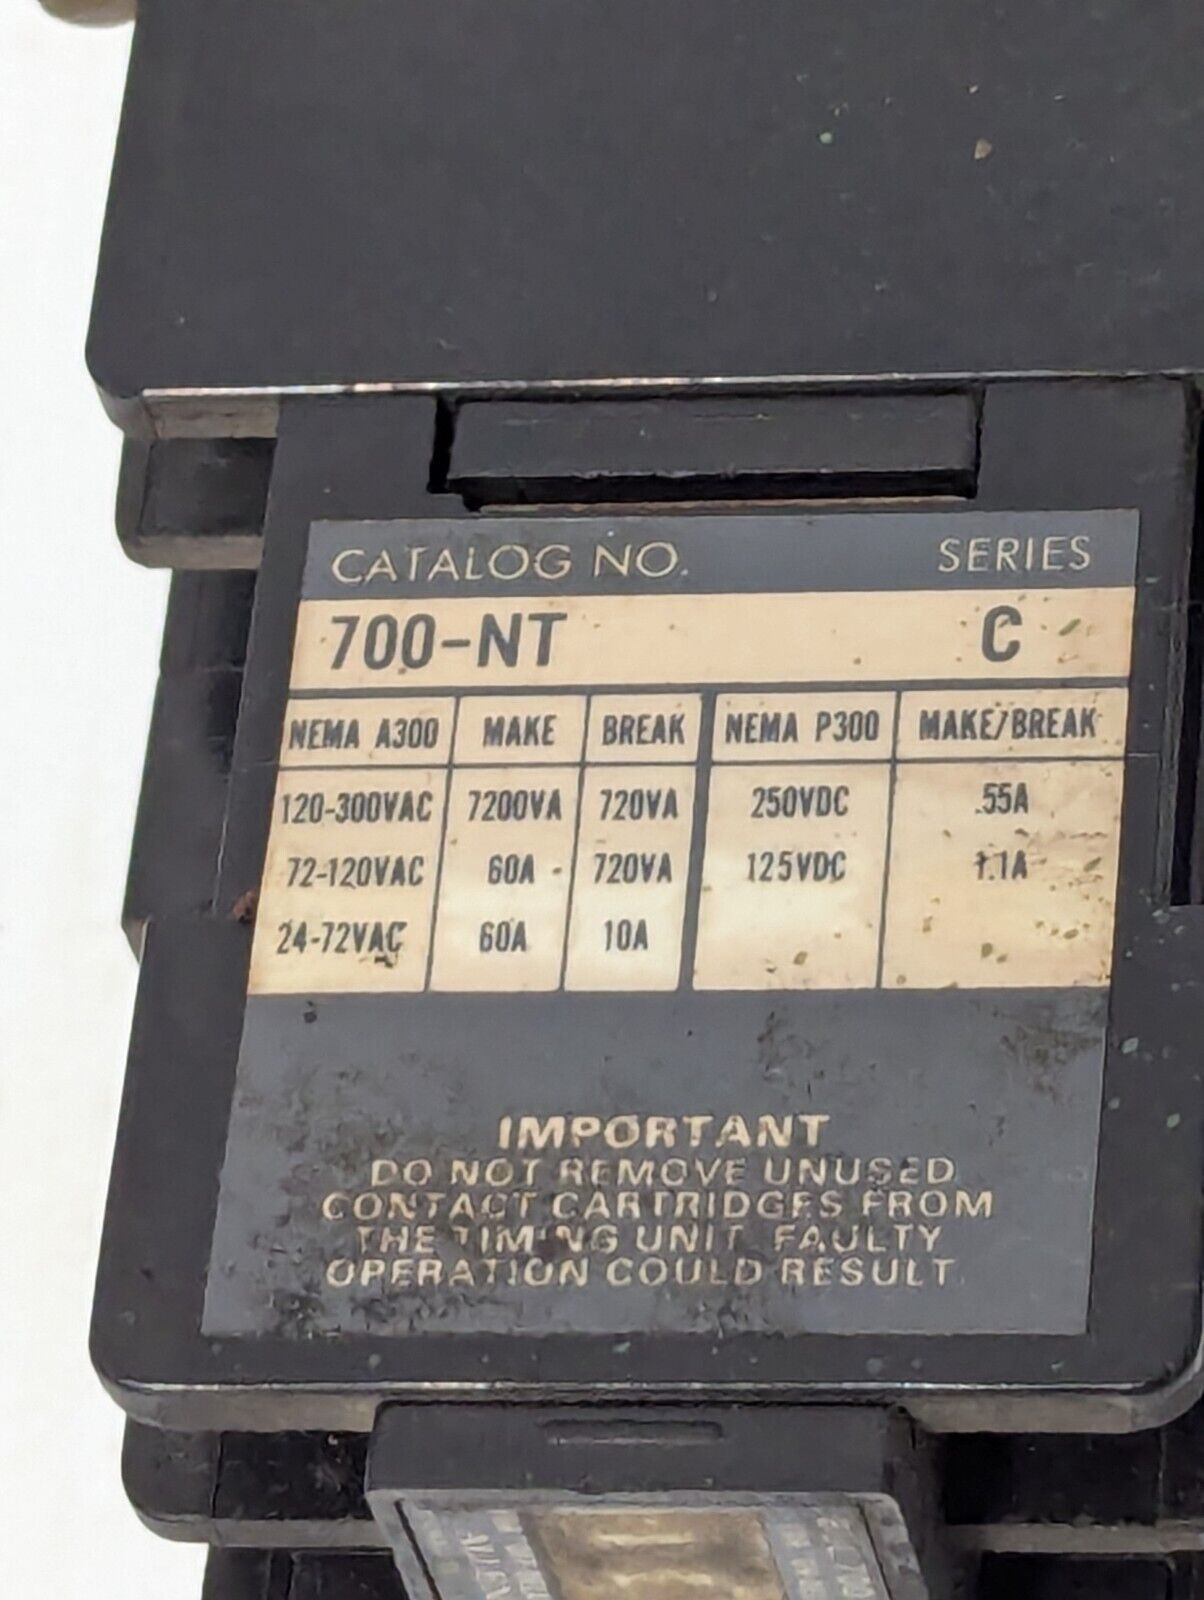 CATALOG NO. SERIES
700-NT C
NEMA A300 MAKE BREAK NEMA P300 MAKE/BREAK
120-300VAC 7200VA 720VA 250VDC .55A
72-120VAC 60A 720VA 125VDC 1.1A
24-72VAC 60A 10A
IMPORTANT
DO NOT REMOVE UNUSED
CONTACT CARTRIDGES FROM
THE TIMING UNIT. FAULTY
OPERATION COULD RESULT.